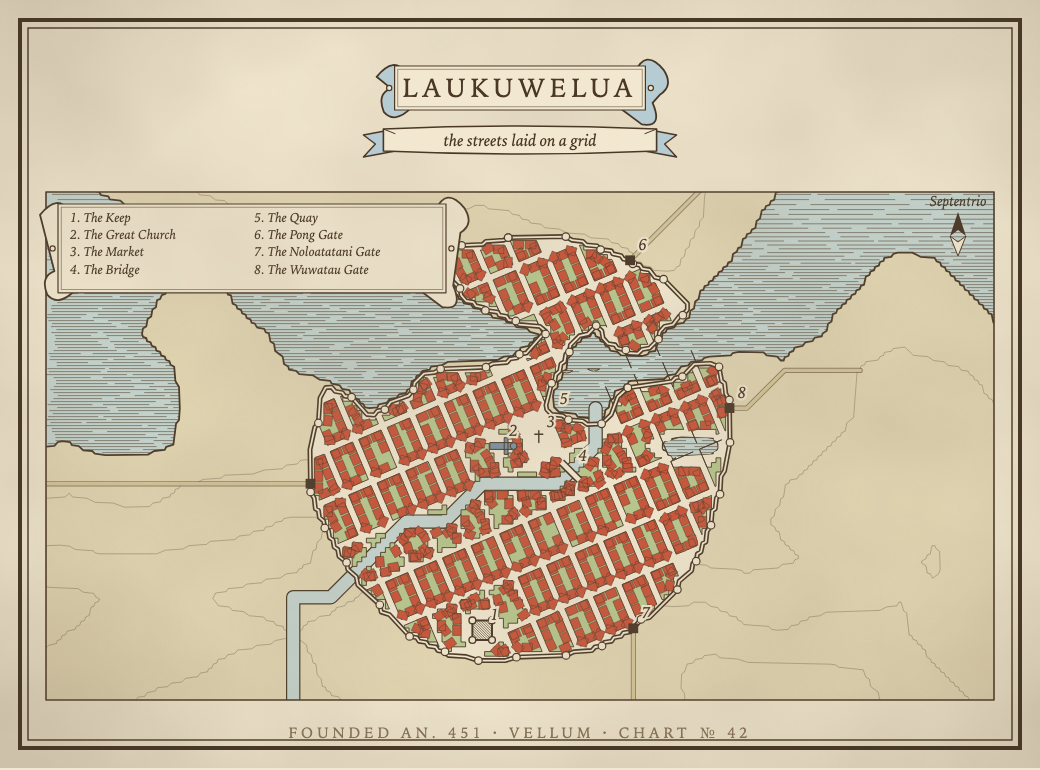 LAUKUWELUA
the streets laid on a grid
Septentrio
1. The Keep
2. The Great Church
3. The Market
4. The Bridge
5. The Quay
6. The Pong Gate
7. The Noloatatani Gate
8. The Wuwatau Gate
6
8
5
3
2
4
1
7
FOUNDED AN. 451 · VELLUM · CHART № 42